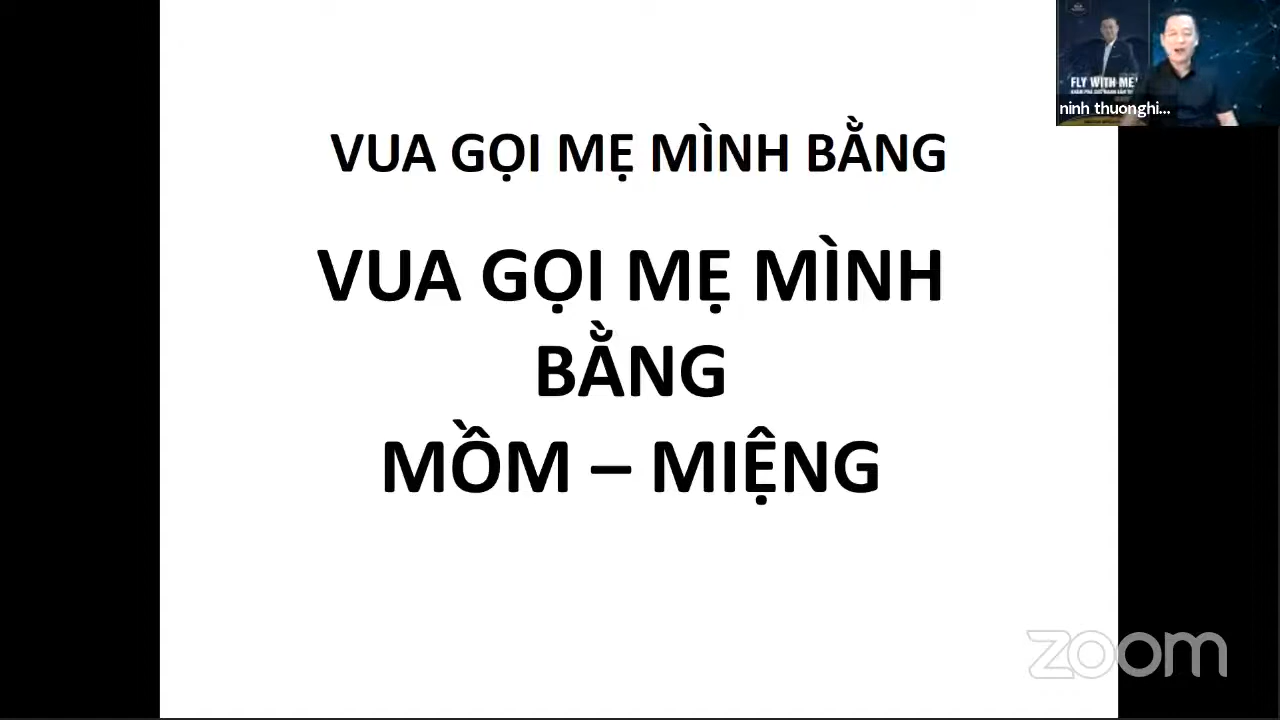 VUA GỌI MẸ MÌNH BẰNG
VUA GỌI MẸ MÌNH
BẰNG
MỒM – MIỆNG
FLY WITH ME
ninh thuonghi...
zoom